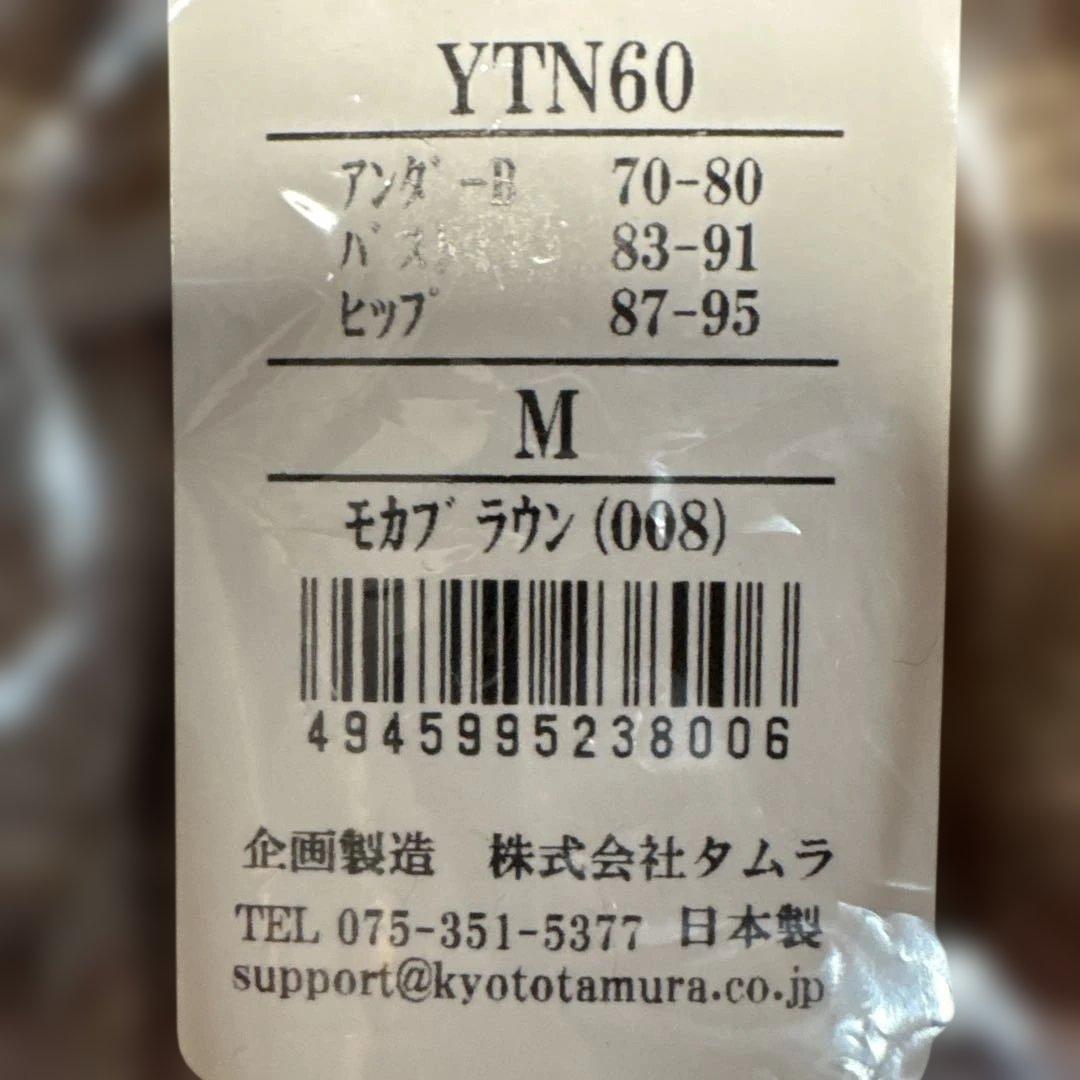 YTN60
ｱﾝﾀﾞｰB 70-80
ﾊﾞｽﾄ 83-91
ﾋｯﾌﾟ 87-95
M
ﾓｶﾌﾞﾗｳﾝ(008)
4945995238006
企画製造 株式会社タムラ
TEL 075-351-5377 日本製
support@kyototamura.co.jp